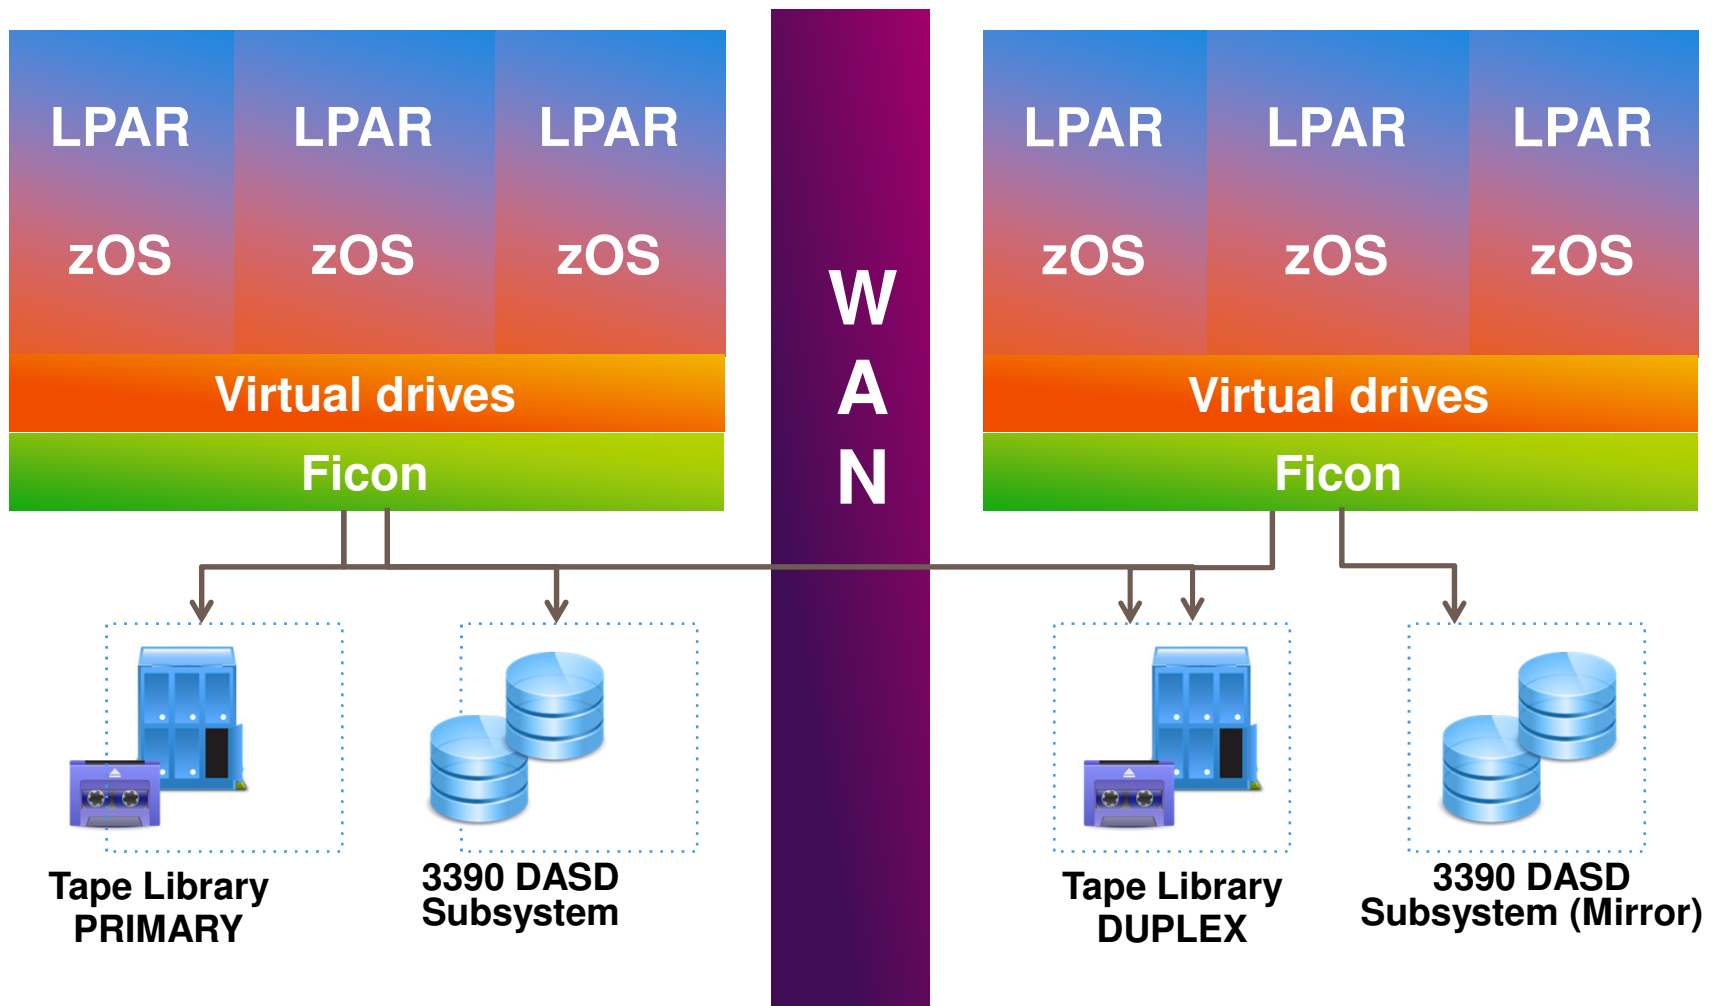 LPAR LPAR LPAR
zOS zOS zOS
Virtual drives
Ficon
W
A
N
LPAR LPAR LPAR
zOS zOS zOS
Virtual drives
Ficon
Tape Library
PRIMARY
3390 DASD
Subsystem
Tape Library
DUPLEX
3390 DASD
Subsystem (Mirror)